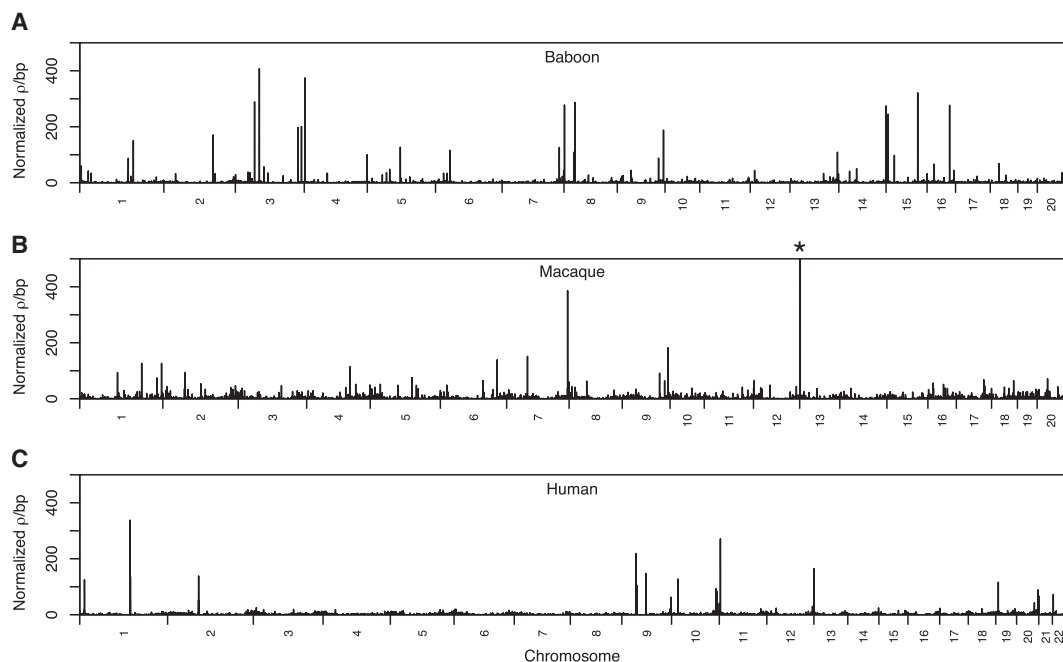 A
Baboon
Normalized ρ/bp
400
200
0
1 2 3 4 5 6 7 8 9 10 11 12 13 14 15 16 17 18 19 20
B
*
Macaque
Normalized ρ/bp
400
200
0
1 2 3 4 5 6 7 8 9 10 11 12 13 14 15 16 17 18 19 20
C
Human
Normalized ρ/bp
400
200
0
1 2 3 4 5 6 7 8 9 10 11 12 13 14 15 16 17 18 19 20 21 22
Chromosome